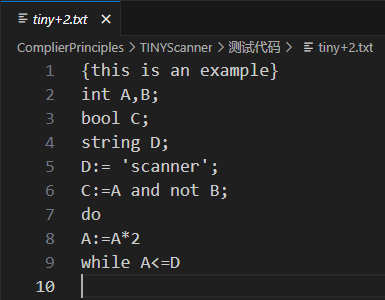 tiny+2.txt
ComplierPrinciples > TINYScanner > 测试代码 > tiny+2.txt
1 {this is an example}
2 int A,B;
3 bool C;
4 string D;
5 D:= 'scanner';
6 C:=A and not B;
7 do
8 A:=A*2
9 while A<=D
10